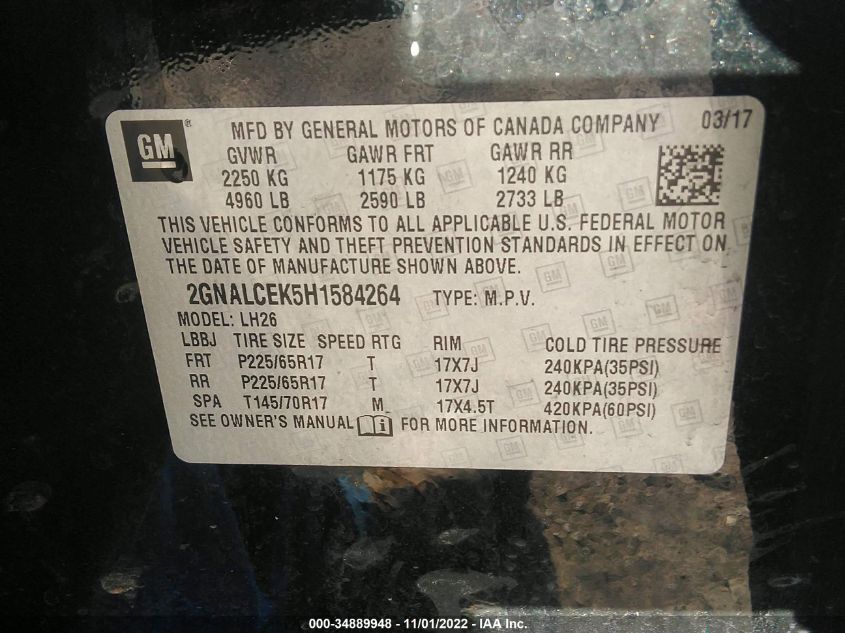 GM ® MFD BY GENERAL MOTORS OF CANADA COMPANY 03/17
GVWR GAWR FRT GAWR RR
2250 KG 1175 KG 1240 KG
4960 LB 2590 LB 2733 LB
THIS VEHICLE CONFORMS TO ALL APPLICABLE U.S. FEDERAL MOTOR
VEHICLE SAFETY AND THEFT PREVENTION STANDARDS IN EFFECT ON
THE DATE OF MANUFACTURE SHOWN ABOVE.
2GNALCEK5H1584264 TYPE: M.P.V.
MODEL: LH26
LBBJ TIRE SIZE SPEED RTG RIM COLD TIRE PRESSURE
FRT P225/65R17 T 17X7J 240KPA(35PSI)
RR P225/65R17 T 17X7J 240KPA(35PSI)
SPA T145/70R17 M 17X4.5T 420KPA(60PSI)
SEE OWNER'S MANUAL FOR MORE INFORMATION.
000-34889948 - 11/01/2022 - IAA Inc.